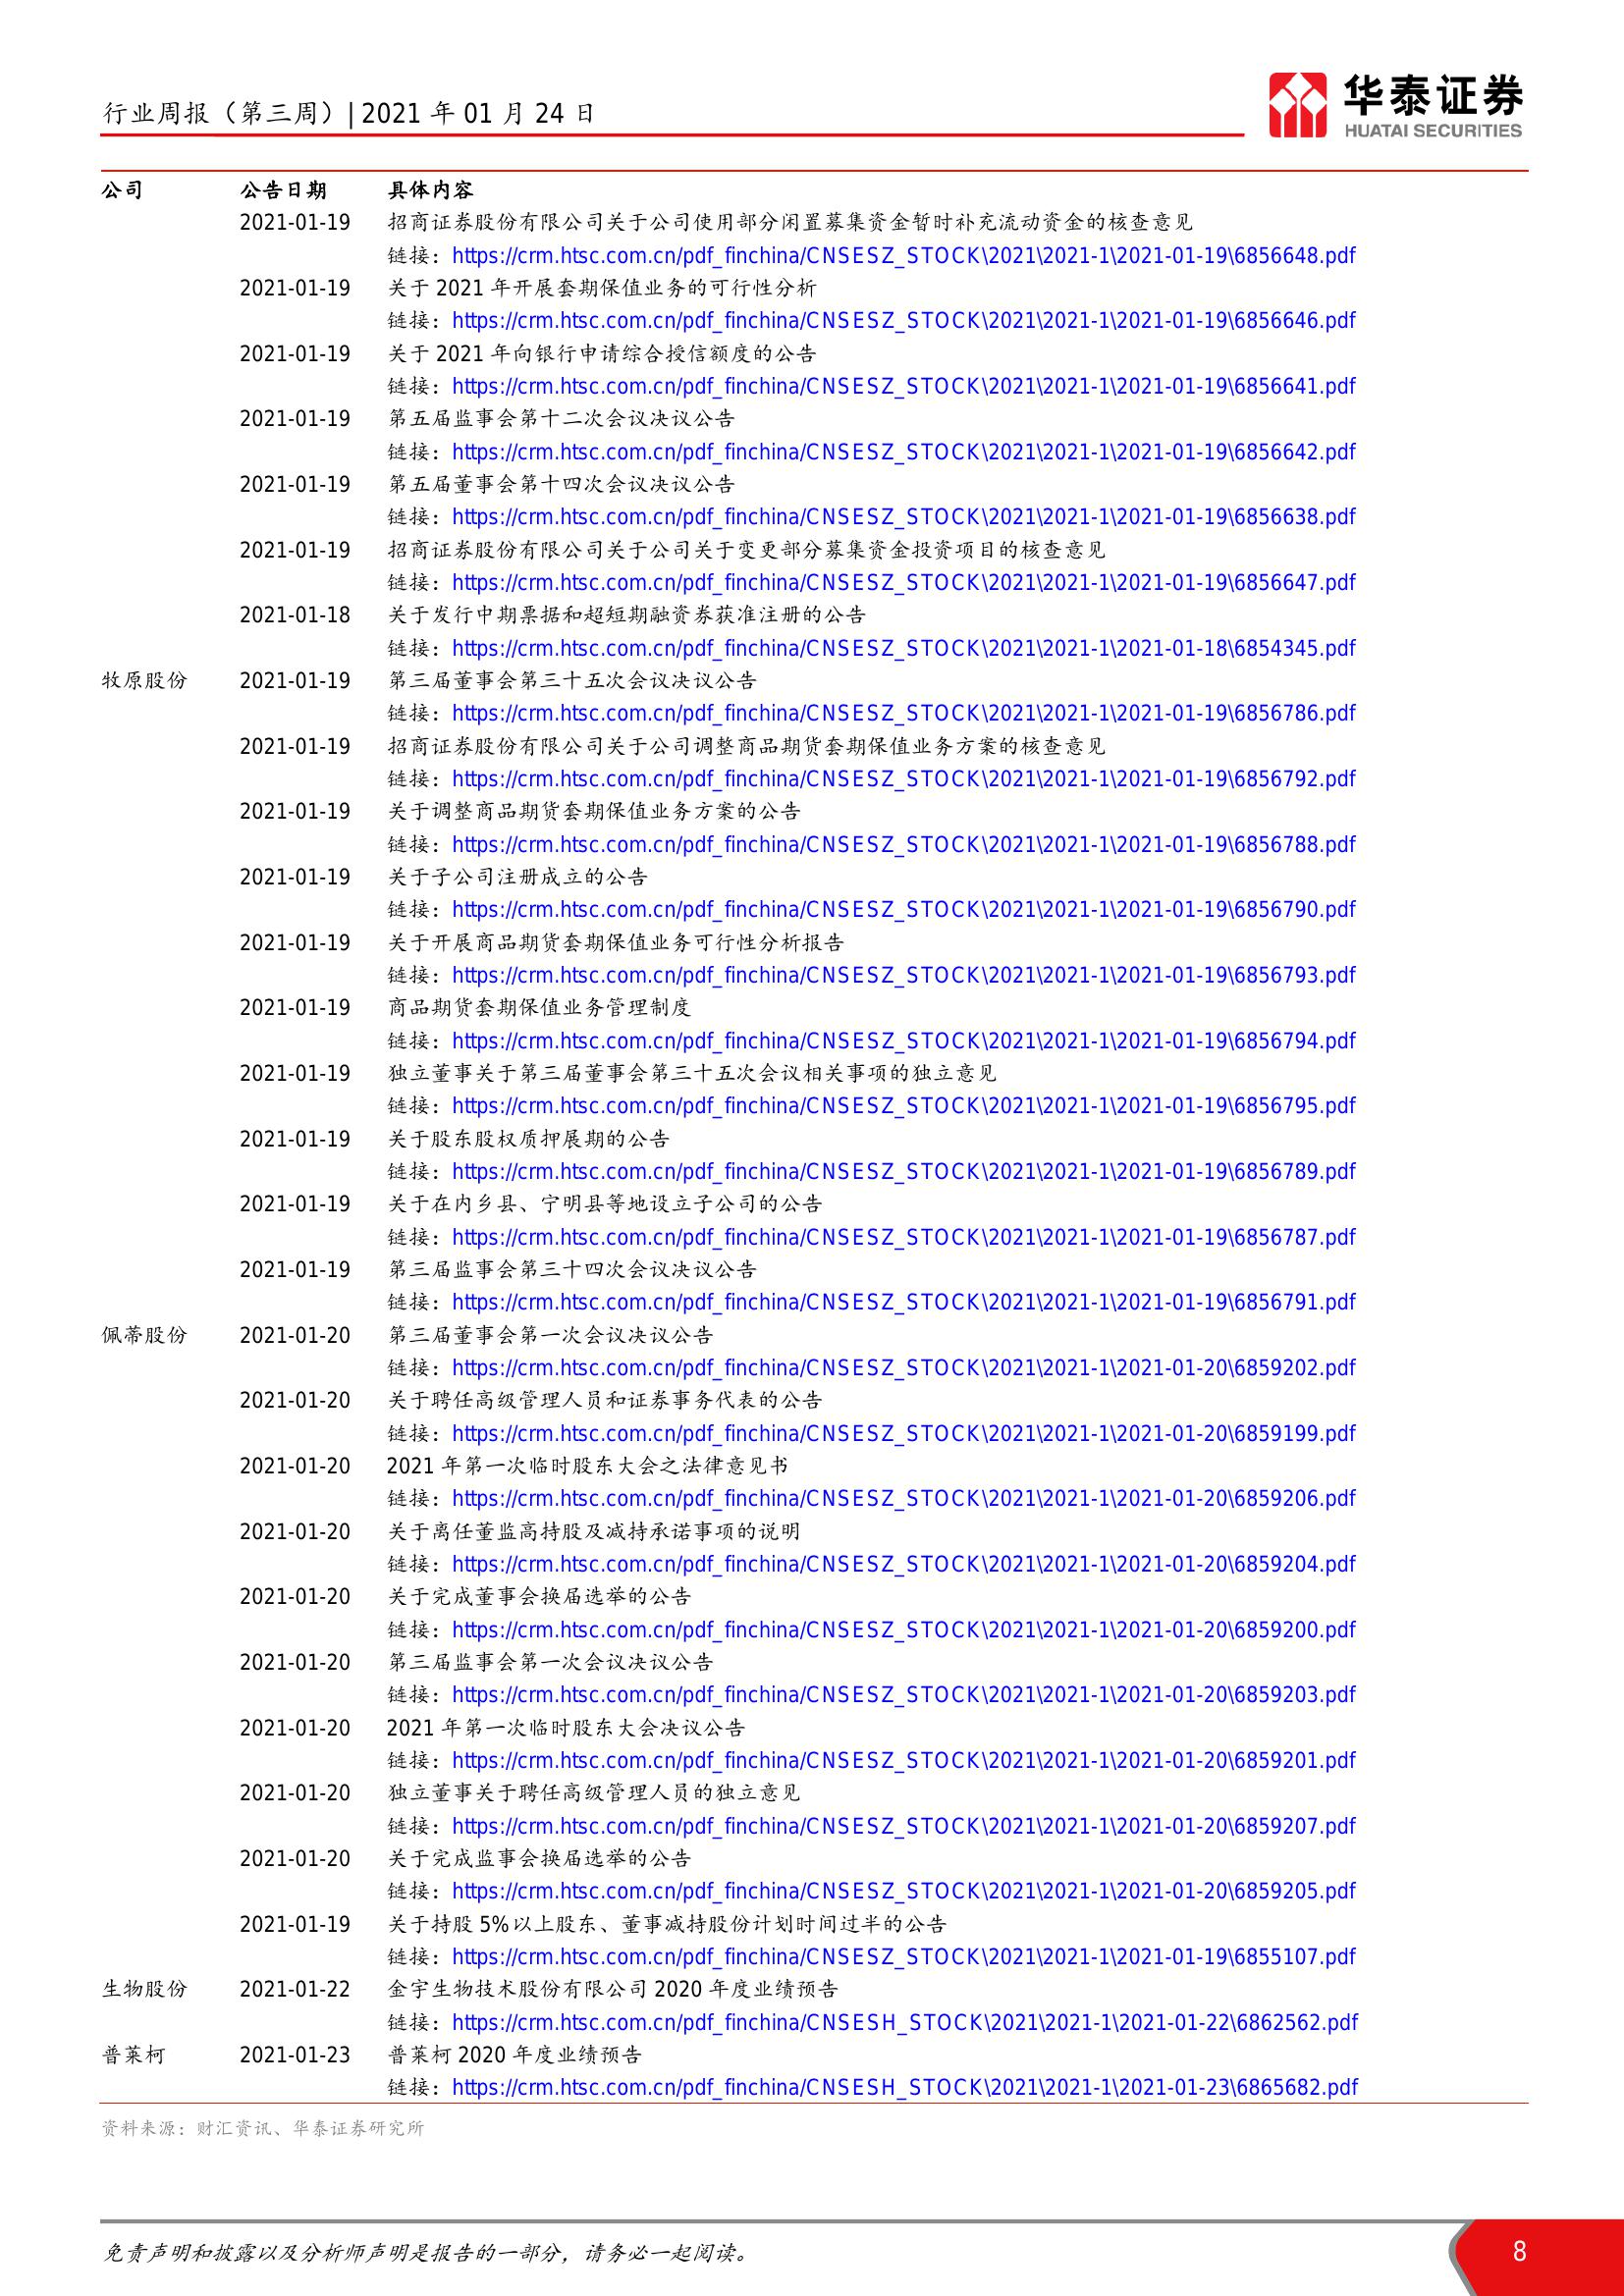 行业周报（第三周）| 2021 年 01 月 24 日
华泰证券
HUATAI SECURITIES
公司 公告日期 具体内容
2021-01-19 招商证券股份有限公司关于公司使用部分闲置募集资金暂时补充流动资金的核查意见
链接：https://crm.htsc.com.cn/pdf_finchina/CNSESZ_STOCK\2021\2021-1\2021-01-19\6856648.pdf
2021-01-19 关于 2021 年开展套期保值业务的可行性分析
链接：https://crm.htsc.com.cn/pdf_finchina/CNSESZ_STOCK\2021\2021-1\2021-01-19\6856646.pdf
2021-01-19 关于 2021 年向银行申请综合授信额度的公告
链接：https://crm.htsc.com.cn/pdf_finchina/CNSESZ_STOCK\2021\2021-1\2021-01-19\6856641.pdf
2021-01-19 第五届监事会第十二次会议决议公告
链接：https://crm.htsc.com.cn/pdf_finchina/CNSESZ_STOCK\2021\2021-1\2021-01-19\6856642.pdf
2021-01-19 第五届董事会第十四次会议决议公告
链接：https://crm.htsc.com.cn/pdf_finchina/CNSESZ_STOCK\2021\2021-1\2021-01-19\6856638.pdf
2021-01-19 招商证券股份有限公司关于公司关于变更部分募集资金投资项目的核查意见
链接：https://crm.htsc.com.cn/pdf_finchina/CNSESZ_STOCK\2021\2021-1\2021-01-19\6856647.pdf
2021-01-18 关于发行中期票据和超短期融资券获准注册的公告
链接：https://crm.htsc.com.cn/pdf_finchina/CNSESZ_STOCK\2021\2021-1\2021-01-18\6854345.pdf
牧原股份 2021-01-19 第三届董事会第三十五次会议决议公告
链接：https://crm.htsc.com.cn/pdf_finchina/CNSESZ_STOCK\2021\2021-1\2021-01-19\6856786.pdf
2021-01-19 招商证券股份有限公司关于公司调整商品期货套期保值业务方案的核查意见
链接：https://crm.htsc.com.cn/pdf_finchina/CNSESZ_STOCK\2021\2021-1\2021-01-19\6856792.pdf
2021-01-19 关于调整商品期货套期保值业务方案的公告
链接：https://crm.htsc.com.cn/pdf_finchina/CNSESZ_STOCK\2021\2021-1\2021-01-19\6856788.pdf
2021-01-19 关于子公司注册成立的公告
链接：https://crm.htsc.com.cn/pdf_finchina/CNSESZ_STOCK\2021\2021-1\2021-01-19\6856790.pdf
2021-01-19 关于开展商品期货套期保值业务可行性分析报告
链接：https://crm.htsc.com.cn/pdf_finchina/CNSESZ_STOCK\2021\2021-1\2021-01-19\6856793.pdf
2021-01-19 商品期货套期保值业务管理制度
链接：https://crm.htsc.com.cn/pdf_finchina/CNSESZ_STOCK\2021\2021-1\2021-01-19\6856794.pdf
2021-01-19 独立董事关于第三届董事会第三十五次会议相关事项的独立意见
链接：https://crm.htsc.com.cn/pdf_finchina/CNSESZ_STOCK\2021\2021-1\2021-01-19\6856795.pdf
2021-01-19 关于股东股权质押展期的公告
链接：https://crm.htsc.com.cn/pdf_finchina/CNSESZ_STOCK\2021\2021-1\2021-01-19\6856789.pdf
2021-01-19 关于在内乡县、宁明县等地设立子公司的公告
链接：https://crm.htsc.com.cn/pdf_finchina/CNSESZ_STOCK\2021\2021-1\2021-01-19\6856787.pdf
2021-01-19 第三届监事会第三十四次会议决议公告
链接：https://crm.htsc.com.cn/pdf_finchina/CNSESZ_STOCK\2021\2021-1\2021-01-19\6856791.pdf
佩蒂股份 2021-01-20 第三届董事会第一次会议决议公告
链接：https://crm.htsc.com.cn/pdf_finchina/CNSESZ_STOCK\2021\2021-1\2021-01-20\6859202.pdf
2021-01-20 关于聘任高级管理人员和证券事务代表的公告
链接：https://crm.htsc.com.cn/pdf_finchina/CNSESZ_STOCK\2021\2021-1\2021-01-20\6859199.pdf
2021-01-20 2021 年第一次临时股东大会之法律意见书
链接：https://crm.htsc.com.cn/pdf_finchina/CNSESZ_STOCK\2021\2021-1\2021-01-20\6859206.pdf
2021-01-20 关于离任董监高持股及减持承诺事项的说明
链接：https://crm.htsc.com.cn/pdf_finchina/CNSESZ_STOCK\2021\2021-1\2021-01-20\6859204.pdf
2021-01-20 关于完成董事会换届选举的公告
链接：https://crm.htsc.com.cn/pdf_finchina/CNSESZ_STOCK\2021\2021-1\2021-01-20\6859200.pdf
2021-01-20 第三届监事会第一次会议决议公告
链接：https://crm.htsc.com.cn/pdf_finchina/CNSESZ_STOCK\2021\2021-1\2021-01-20\6859203.pdf
2021-01-20 2021 年第一次临时股东大会决议公告
链接：https://crm.htsc.com.cn/pdf_finchina/CNSESZ_STOCK\2021\2021-1\2021-01-20\6859201.pdf
2021-01-20 独立董事关于聘任高级管理人员的独立意见
链接：https://crm.htsc.com.cn/pdf_finchina/CNSESZ_STOCK\2021\2021-1\2021-01-20\6859207.pdf
2021-01-20 关于完成监事会换届选举的公告
链接：https://crm.htsc.com.cn/pdf_finchina/CNSESZ_STOCK\2021\2021-1\2021-01-20\6859205.pdf
2021-01-19 关于持股 5%以上股东、董事减持股份计划时间过半的公告
链接：https://crm.htsc.com.cn/pdf_finchina/CNSESZ_STOCK\2021\2021-1\2021-01-19\6855107.pdf
生物股份 2021-01-22 金宇生物技术股份有限公司 2020 年度业绩预告
链接：https://crm.htsc.com.cn/pdf_finchina/CNSESH_STOCK\2021\2021-1\2021-01-22\6862562.pdf
普莱柯 2021-01-23 普莱柯 2020 年度业绩预告
链接：https://crm.htsc.com.cn/pdf_finchina/CNSESH_STOCK\2021\2021-1\2021-01-23\6865682.pdf
资料来源：财汇资讯、华泰证券研究所
免责声明和披露以及分析师声明是报告的一部分，请务必一起阅读。 8